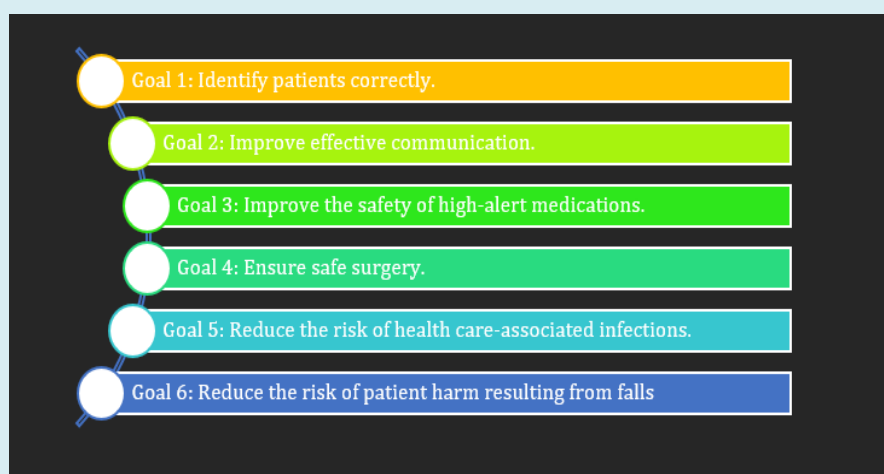 Goal 1: Identify patients correctly.
Goal 2: Improve effective communication.
Goal 3: Improve the safety of high-alert medications.
Goal 4: Ensure safe surgery.
Goal 5: Reduce the risk of health care-associated infections.
Goal 6: Reduce the risk of patient harm resulting from falls